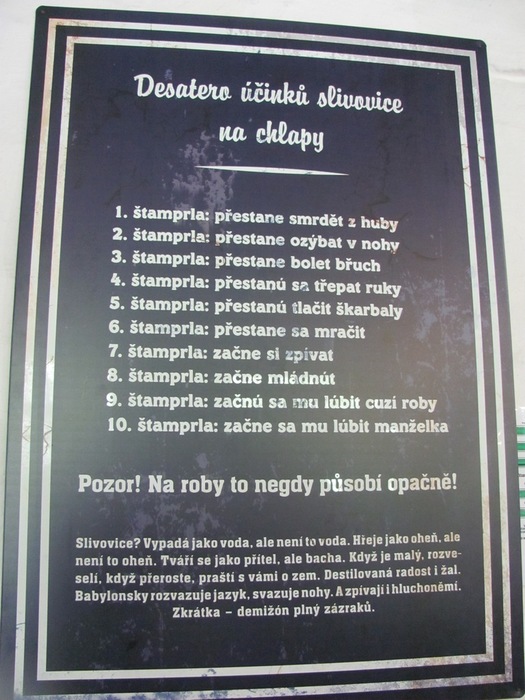 Desatero účinků slivovice
na chlapy
1. štamprla: přestane smrdět z huby
2. štamprla: přestane ozýbat v nohy
3. štamprla: přestane bolet břuch
4. štamprla: přestanú sa třepat ruky
5. štamprla: přestanú tlačit škarbaly
6. štamprla: přestane sa mračit
7. štamprla: začne si zpívat
8. štamprla: začne mládnút
9. štamprla: začnú sa mu lúbit cuzí roby
10. štamprla: začne sa mu lúbit manželka
Pozor! Na roby to negdy působí opačně!
Slivovice? Vypadá jako voda, ale není to voda. Hřeje jako oheň, ale
není to oheň. Tváří se jako přítel, ale bacha. Když je malý, rozve-
selí, když přeroste, praští s vámi o zem. Destilovaná radost i žal.
Babylonsky rozvazuje jazyk, svazuje nohy. A zpívají i hluchoněmí.
Zkrátka – demižón plný zázraků.